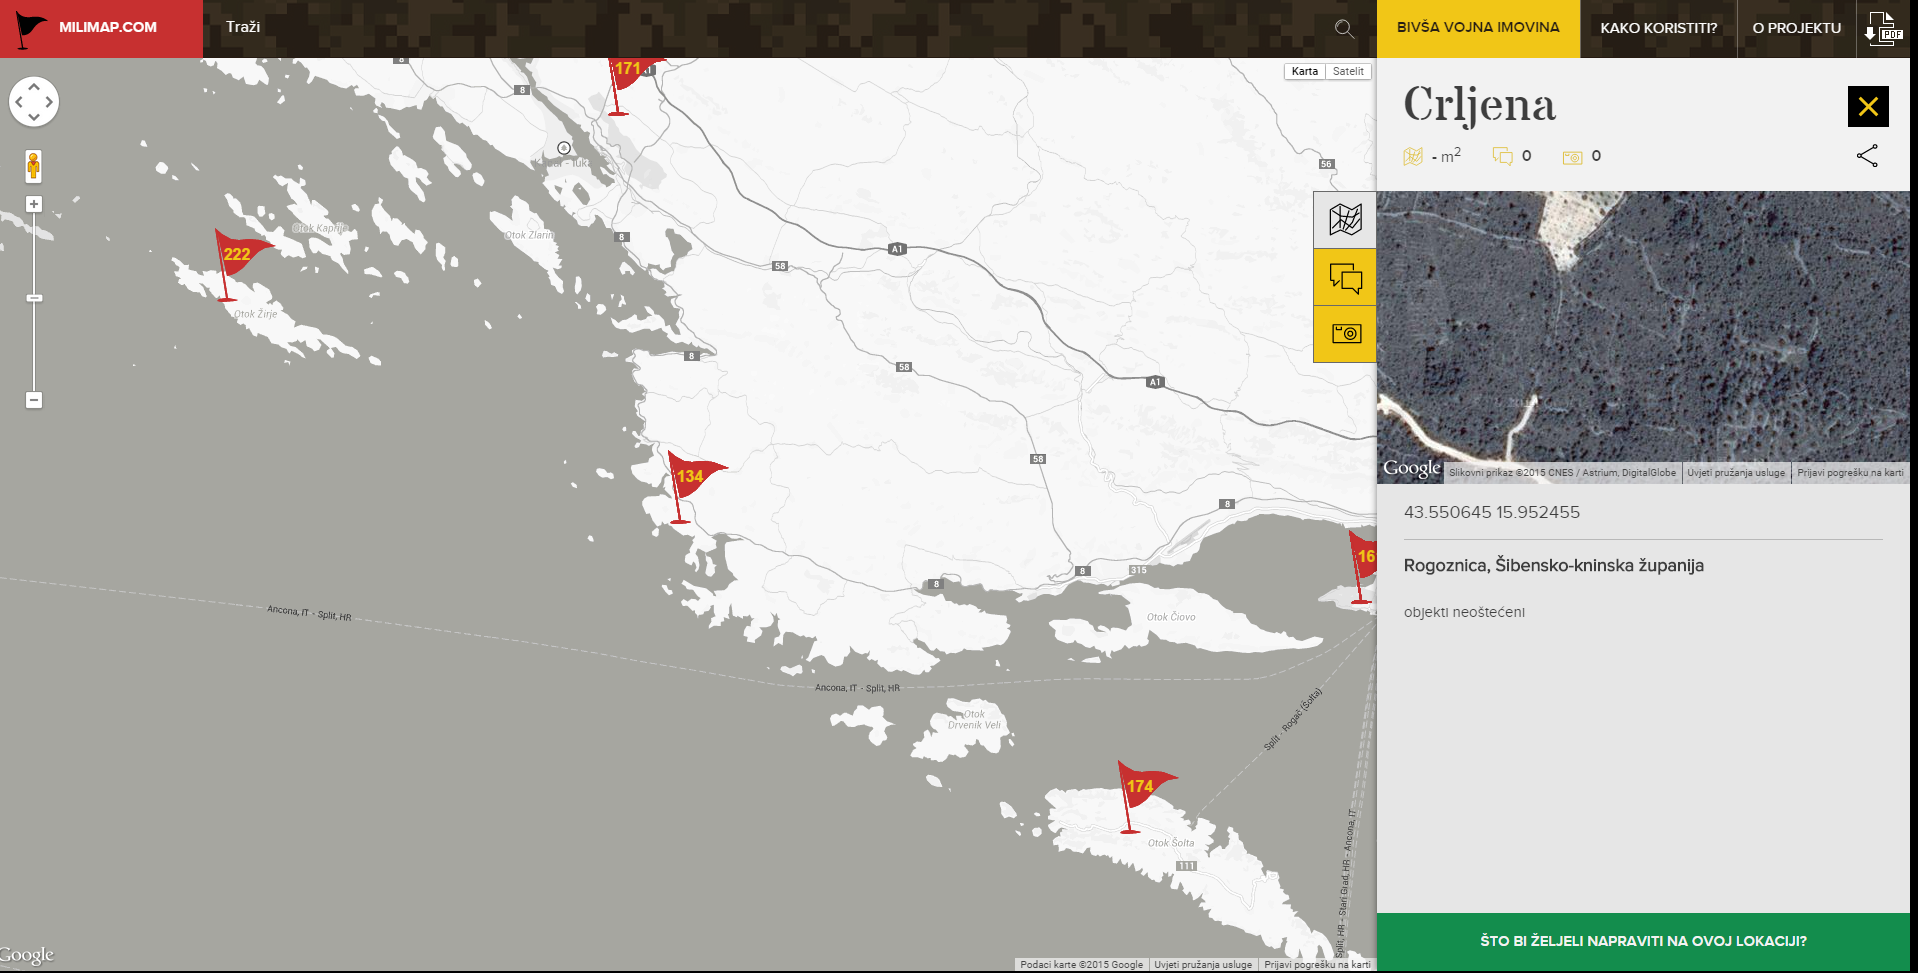 MILIMAP.COM
Traži
BIVŠA VOJNA IMOVINA
KAKO KORISTITI?
O PROJEKTU
PDF
Karta
Satelit
171
A1
8
8
56
Otok Kaprije
Otok Zlarin
8
A1
58
222
Otok Žirje
8
58
A1
58
134
8
16
8
315
8
Otok Čiovo
Ancona, IT - Split, HR
Ancona, IT - Split, HR
Otok
Drvenik Veli
Split - Rogač (Šolta)
174
Otok Šolta
111
Split, HR - Stari Grad, HR - Ancona, IT
Google
Podaci karte ©2015 Google
Uvjeti pružanja usluge
Prijavi pogrešku na karti
Crljena
- m2
0
0
Google
Slikovni prikaz ©2015 CNES / Astrium, DigitalGlobe
Uvjeti pružanja usluge
Prijavi pogrešku na karti
43.550645 15.952455
Rogoznica, Šibensko-kninska županija
objekti neoštećeni
ŠTO BI ŽELJELI NAPRAVITI NA OVOJ LOKACIJI?